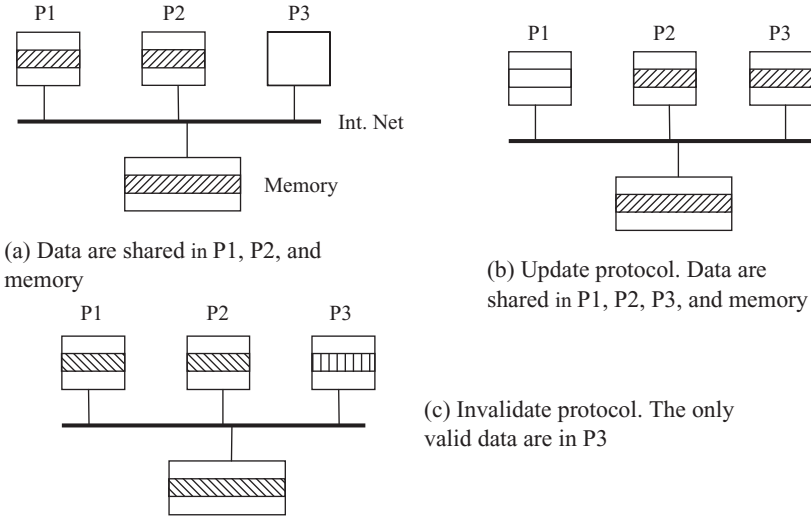 P1 P2 P3
Int. Net
Memory
(a) Data are shared in P1, P2, and
memory
P1 P2 P3
(b) Update protocol. Data are
shared in P1, P2, P3, and memory
P1 P2 P3
(c) Invalidate protocol. The only
valid data are in P3